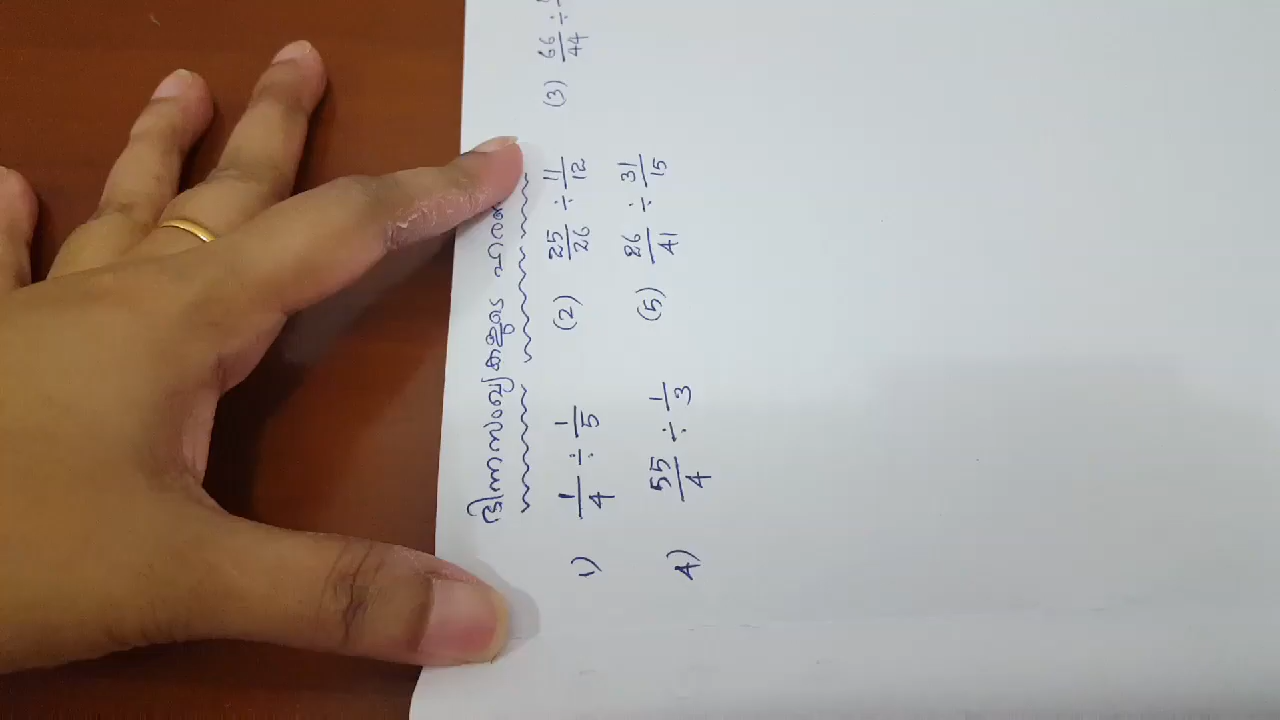 ഭിന്നസംഖ്യകളുടെ
1) 1/4 ÷ 1/5 (2) 25/26 ÷ 11/12 (3) 66/44 ÷
4) 55/4 ÷ 1/3 (5) 26/41 ÷ 31/15